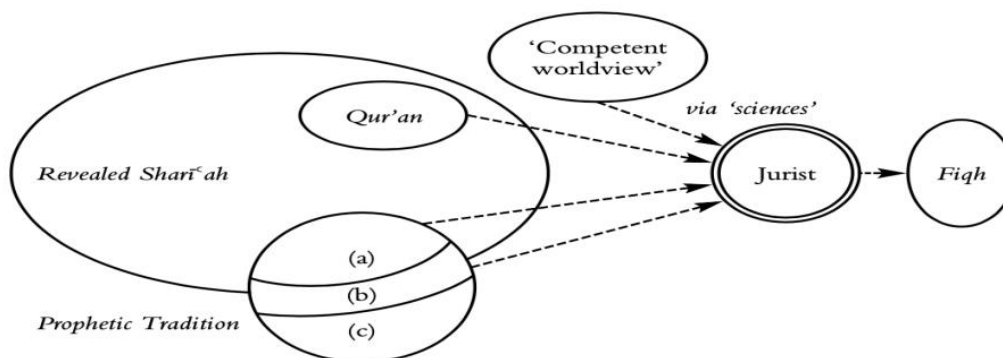 ‘Competent
worldview’
via ‘sciences’
Qur’an
Revealed Sharīʿah
Jurist
Fiqh
(a)
(b)
(c)
Prophetic Tradition